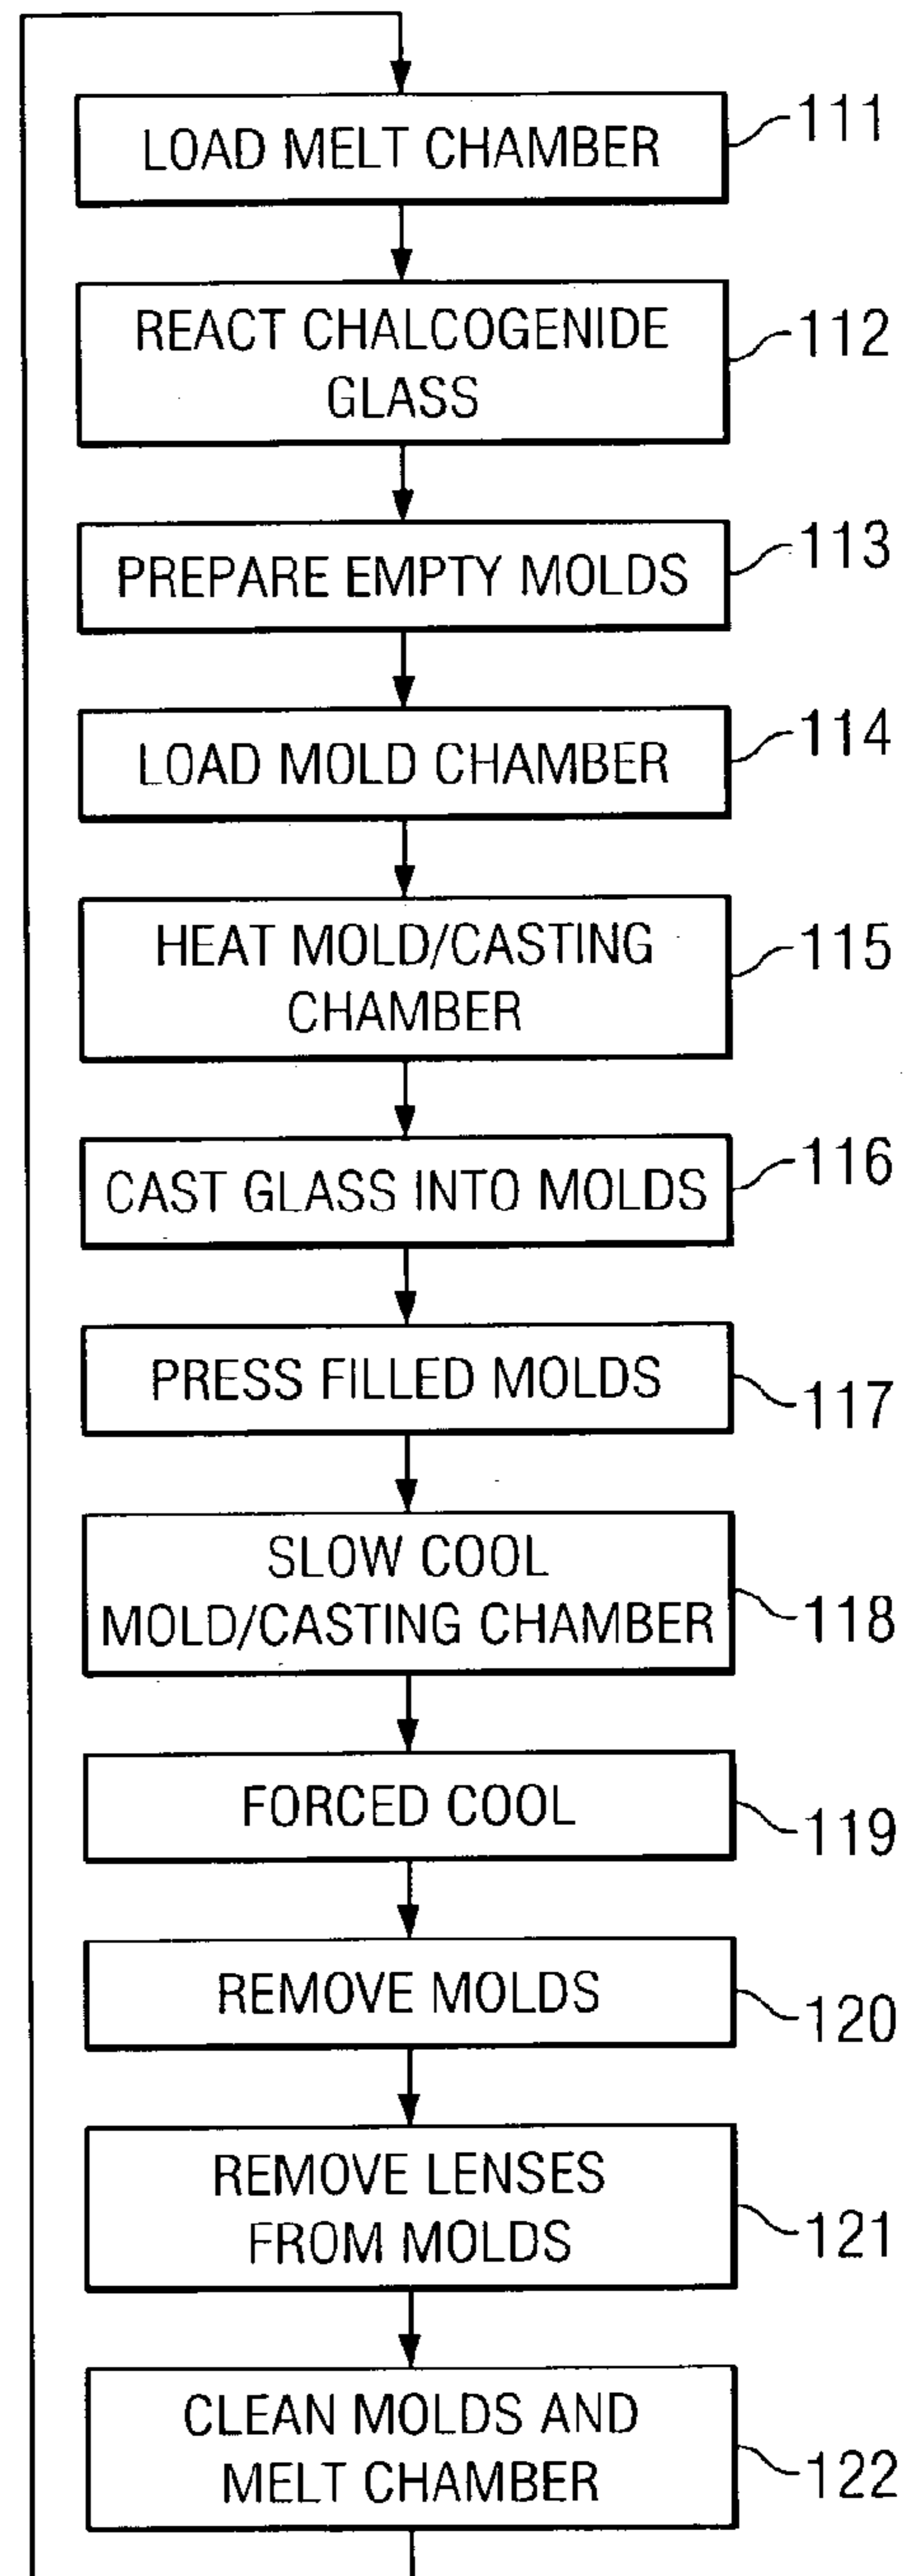 LOAD MELT CHAMBER
111
REACT CHALCOGENIDE
GLASS
112
PREPARE EMPTY MOLDS
113
LOAD MOLD CHAMBER
114
HEAT MOLD/CASTING
CHAMBER
115
CAST GLASS INTO MOLDS
116
PRESS FILLED MOLDS
117
SLOW COOL
MOLD/CASTING CHAMBER
118
FORCED COOL
119
REMOVE MOLDS
120
REMOVE LENSES
FROM MOLDS
121
CLEAN MOLDS AND
MELT CHAMBER
122